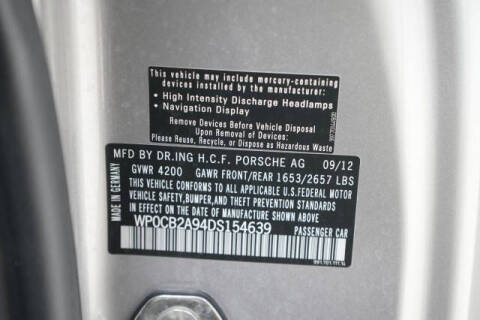 This vehicle may include mercury-containing
devices installed by the manufacturer:
• High Intensity Discharge Headlamps
• Navigation Display
Remove Devices Before Vehicle Disposal
Upon Removal of Devices:
Please Reuse, Recycle, or Dispose as Hazardous Waste
MFD BY DR.ING H.C.F. PORSCHE AG 09/12
GVWR 4200 GAWR FRONT/REAR 1653/2657 LBS
THIS VEHICLE CONFORMS TO ALL APPLICABLE U.S.FEDERAL MOTOR
VEHICLE SAFETY,BUMPER,AND THEFT PREVENTION STANDARDS IN
EFFECT ON THE DATE OF MANUFACTURE SHOWN ABOVE.
WP0CB2A94DS154639
PASSENGER CAR
MADE IN GERMANY